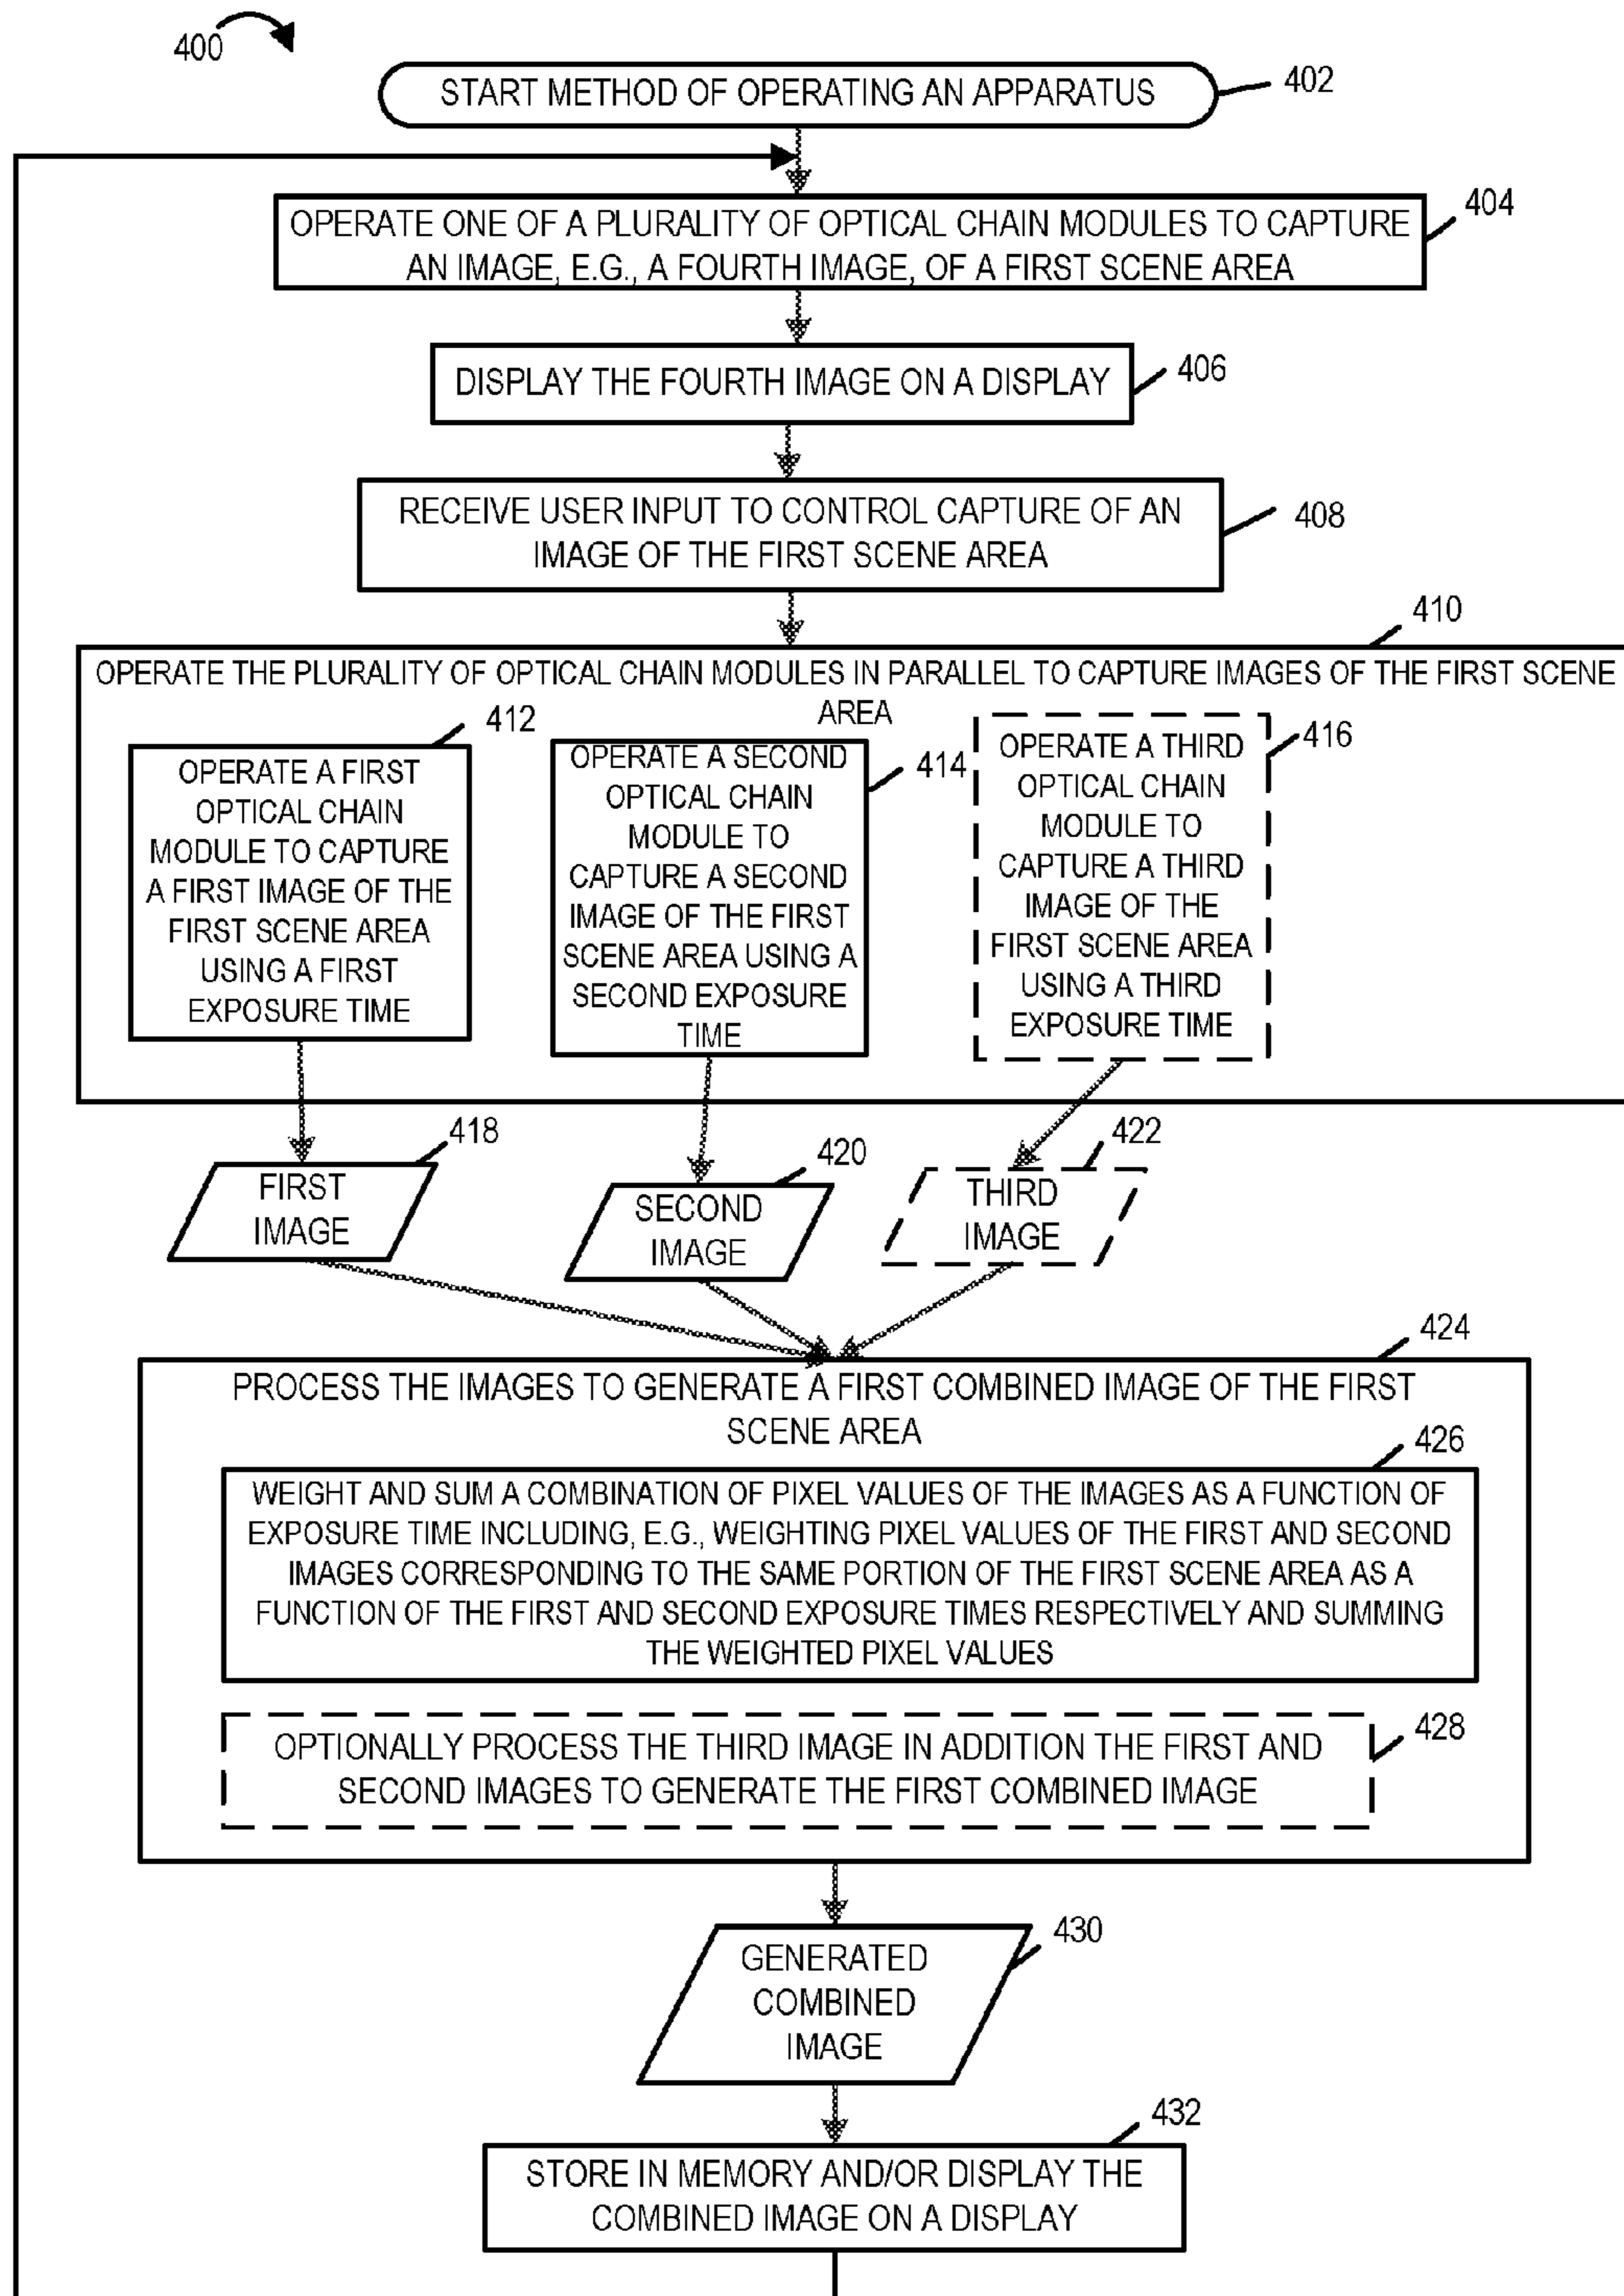 400
START METHOD OF OPERATING AN APPARATUS
402
OPERATE ONE OF A PLURALITY OF OPTICAL CHAIN MODULES TO CAPTURE
AN IMAGE, E.G., A FOURTH IMAGE, OF A FIRST SCENE AREA
404
DISPLAY THE FOURTH IMAGE ON A DISPLAY
406
RECEIVE USER INPUT TO CONTROL CAPTURE OF AN
IMAGE OF THE FIRST SCENE AREA
408
410
OPERATE THE PLURALITY OF OPTICAL CHAIN MODULES IN PARALLEL TO CAPTURE IMAGES OF THE FIRST SCENE
AREA
412
OPERATE A FIRST
OPTICAL CHAIN
MODULE TO CAPTURE
A FIRST IMAGE OF THE
FIRST SCENE AREA
USING A FIRST
EXPOSURE TIME
414
OPERATE A SECOND
OPTICAL CHAIN
MODULE TO
CAPTURE A SECOND
IMAGE OF THE FIRST
SCENE AREA USING A
SECOND EXPOSURE
TIME
416
OPERATE A THIRD
OPTICAL CHAIN
MODULE TO
CAPTURE A THIRD
IMAGE OF THE
FIRST SCENE AREA
USING A THIRD
EXPOSURE TIME
418
FIRST
IMAGE
420
SECOND
IMAGE
422
THIRD
IMAGE
424
PROCESS THE IMAGES TO GENERATE A FIRST COMBINED IMAGE OF THE FIRST
SCENE AREA
426
WEIGHT AND SUM A COMBINATION OF PIXEL VALUES OF THE IMAGES AS A FUNCTION OF
EXPOSURE TIME INCLUDING, E.G., WEIGHTING PIXEL VALUES OF THE FIRST AND SECOND
IMAGES CORRESPONDING TO THE SAME PORTION OF THE FIRST SCENE AREA AS A
FUNCTION OF THE FIRST AND SECOND EXPOSURE TIMES RESPECTIVELY AND SUMMING
THE WEIGHTED PIXEL VALUES
428
OPTIONALLY PROCESS THE THIRD IMAGE IN ADDITION THE FIRST AND
SECOND IMAGES TO GENERATE THE FIRST COMBINED IMAGE
430
GENERATED
COMBINED
IMAGE
432
STORE IN MEMORY AND/OR DISPLAY THE
COMBINED IMAGE ON A DISPLAY